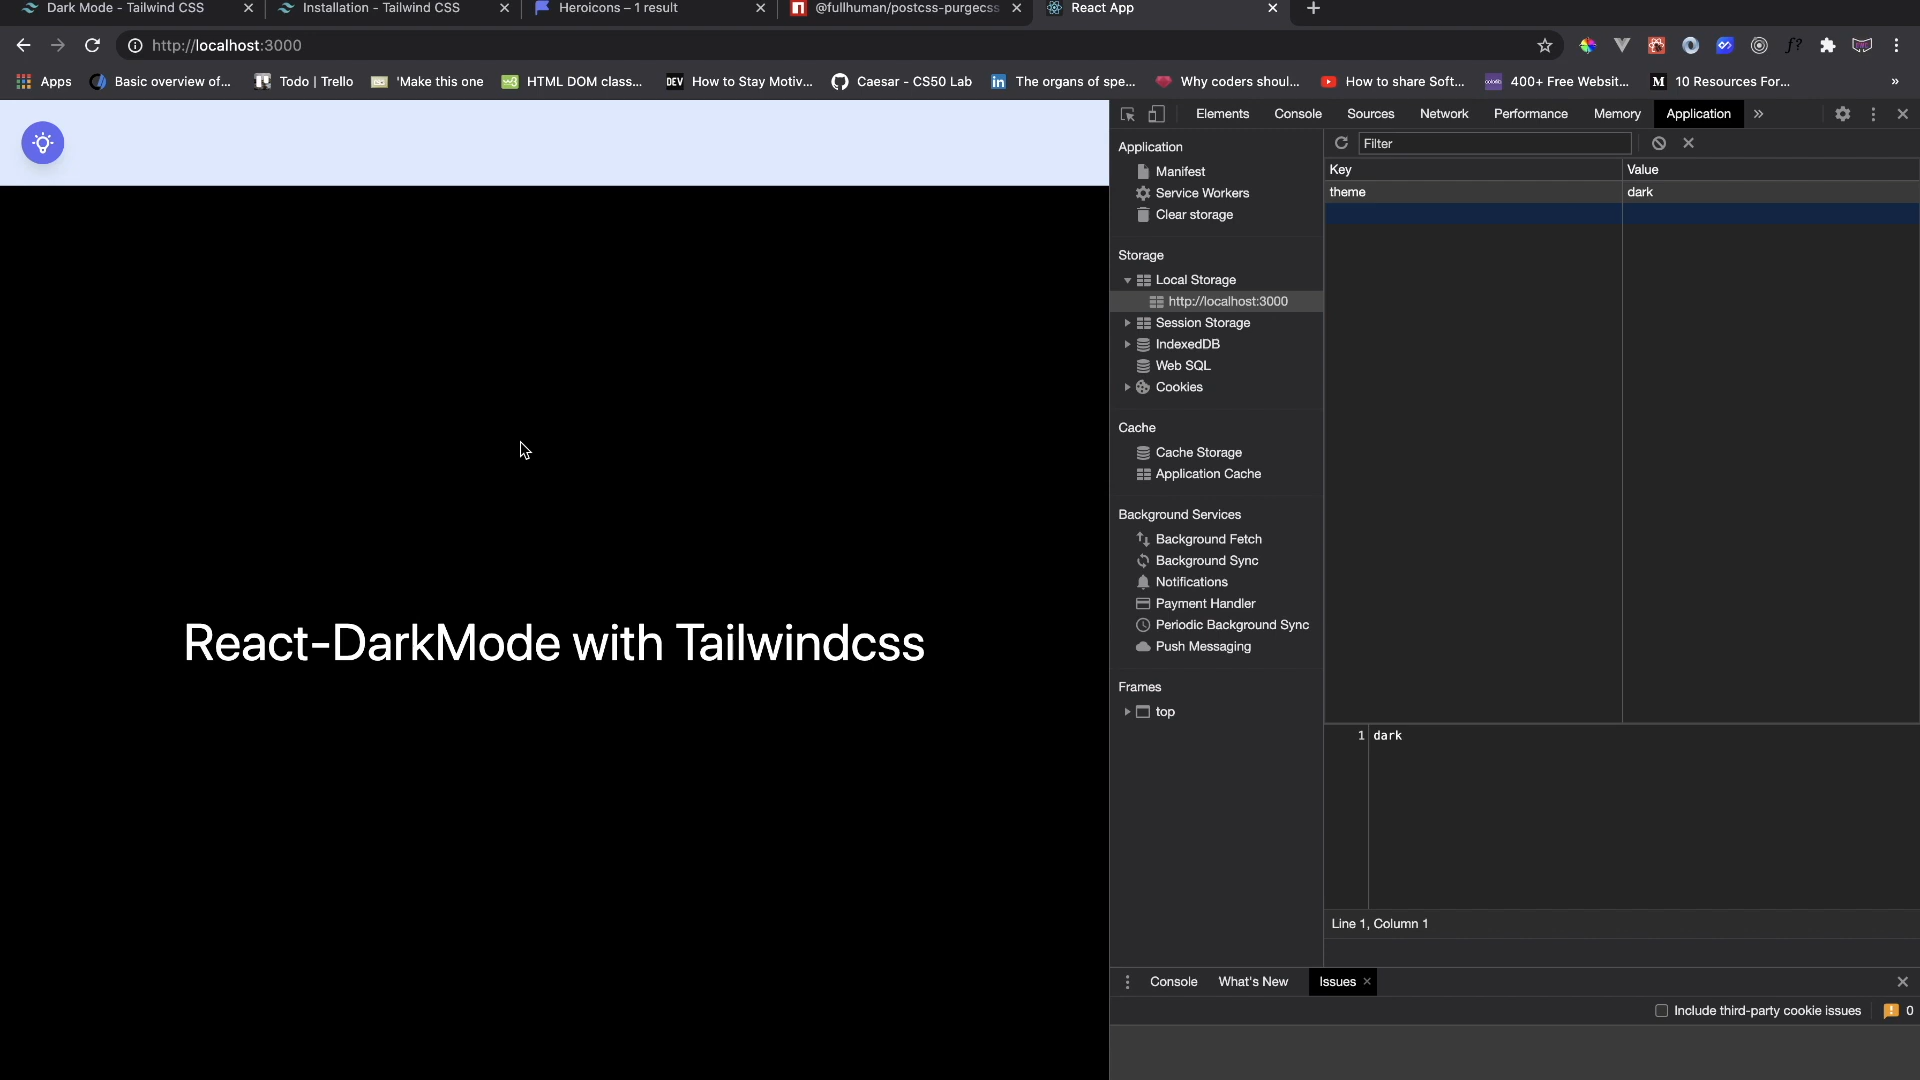 Dark Mode - Tailwind CSS
Installation - Tailwind CSS
Heroicons – 1 result
@fullhuman/postcss-purgecss
React App
http://localhost:3000
Apps
Basic overview of...
Todo | Trello
'Make this one
HTML DOM class...
DEV
How to Stay Motiv...
Caesar - CS50 Lab
The organs of spe...
Why coders shoul...
How to share Soft...
400+ Free Websit...
10 Resources For...
»
React-DarkMode with Tailwindcss
Elements
Console
Sources
Network
Performance
Memory
Application
»
Application
Manifest
Service Workers
Clear storage
Storage
Local Storage
http://localhost:3000
Session Storage
IndexedDB
Web SQL
Cookies
Cache
Cache Storage
Application Cache
Background Services
Background Fetch
Background Sync
Notifications
Payment Handler
Periodic Background Sync
Push Messaging
Frames
top
Filter
Key
Value
theme
dark
1 dark
Line 1, Column 1
Console
What's New
Issues
Include third-party cookie issues
0